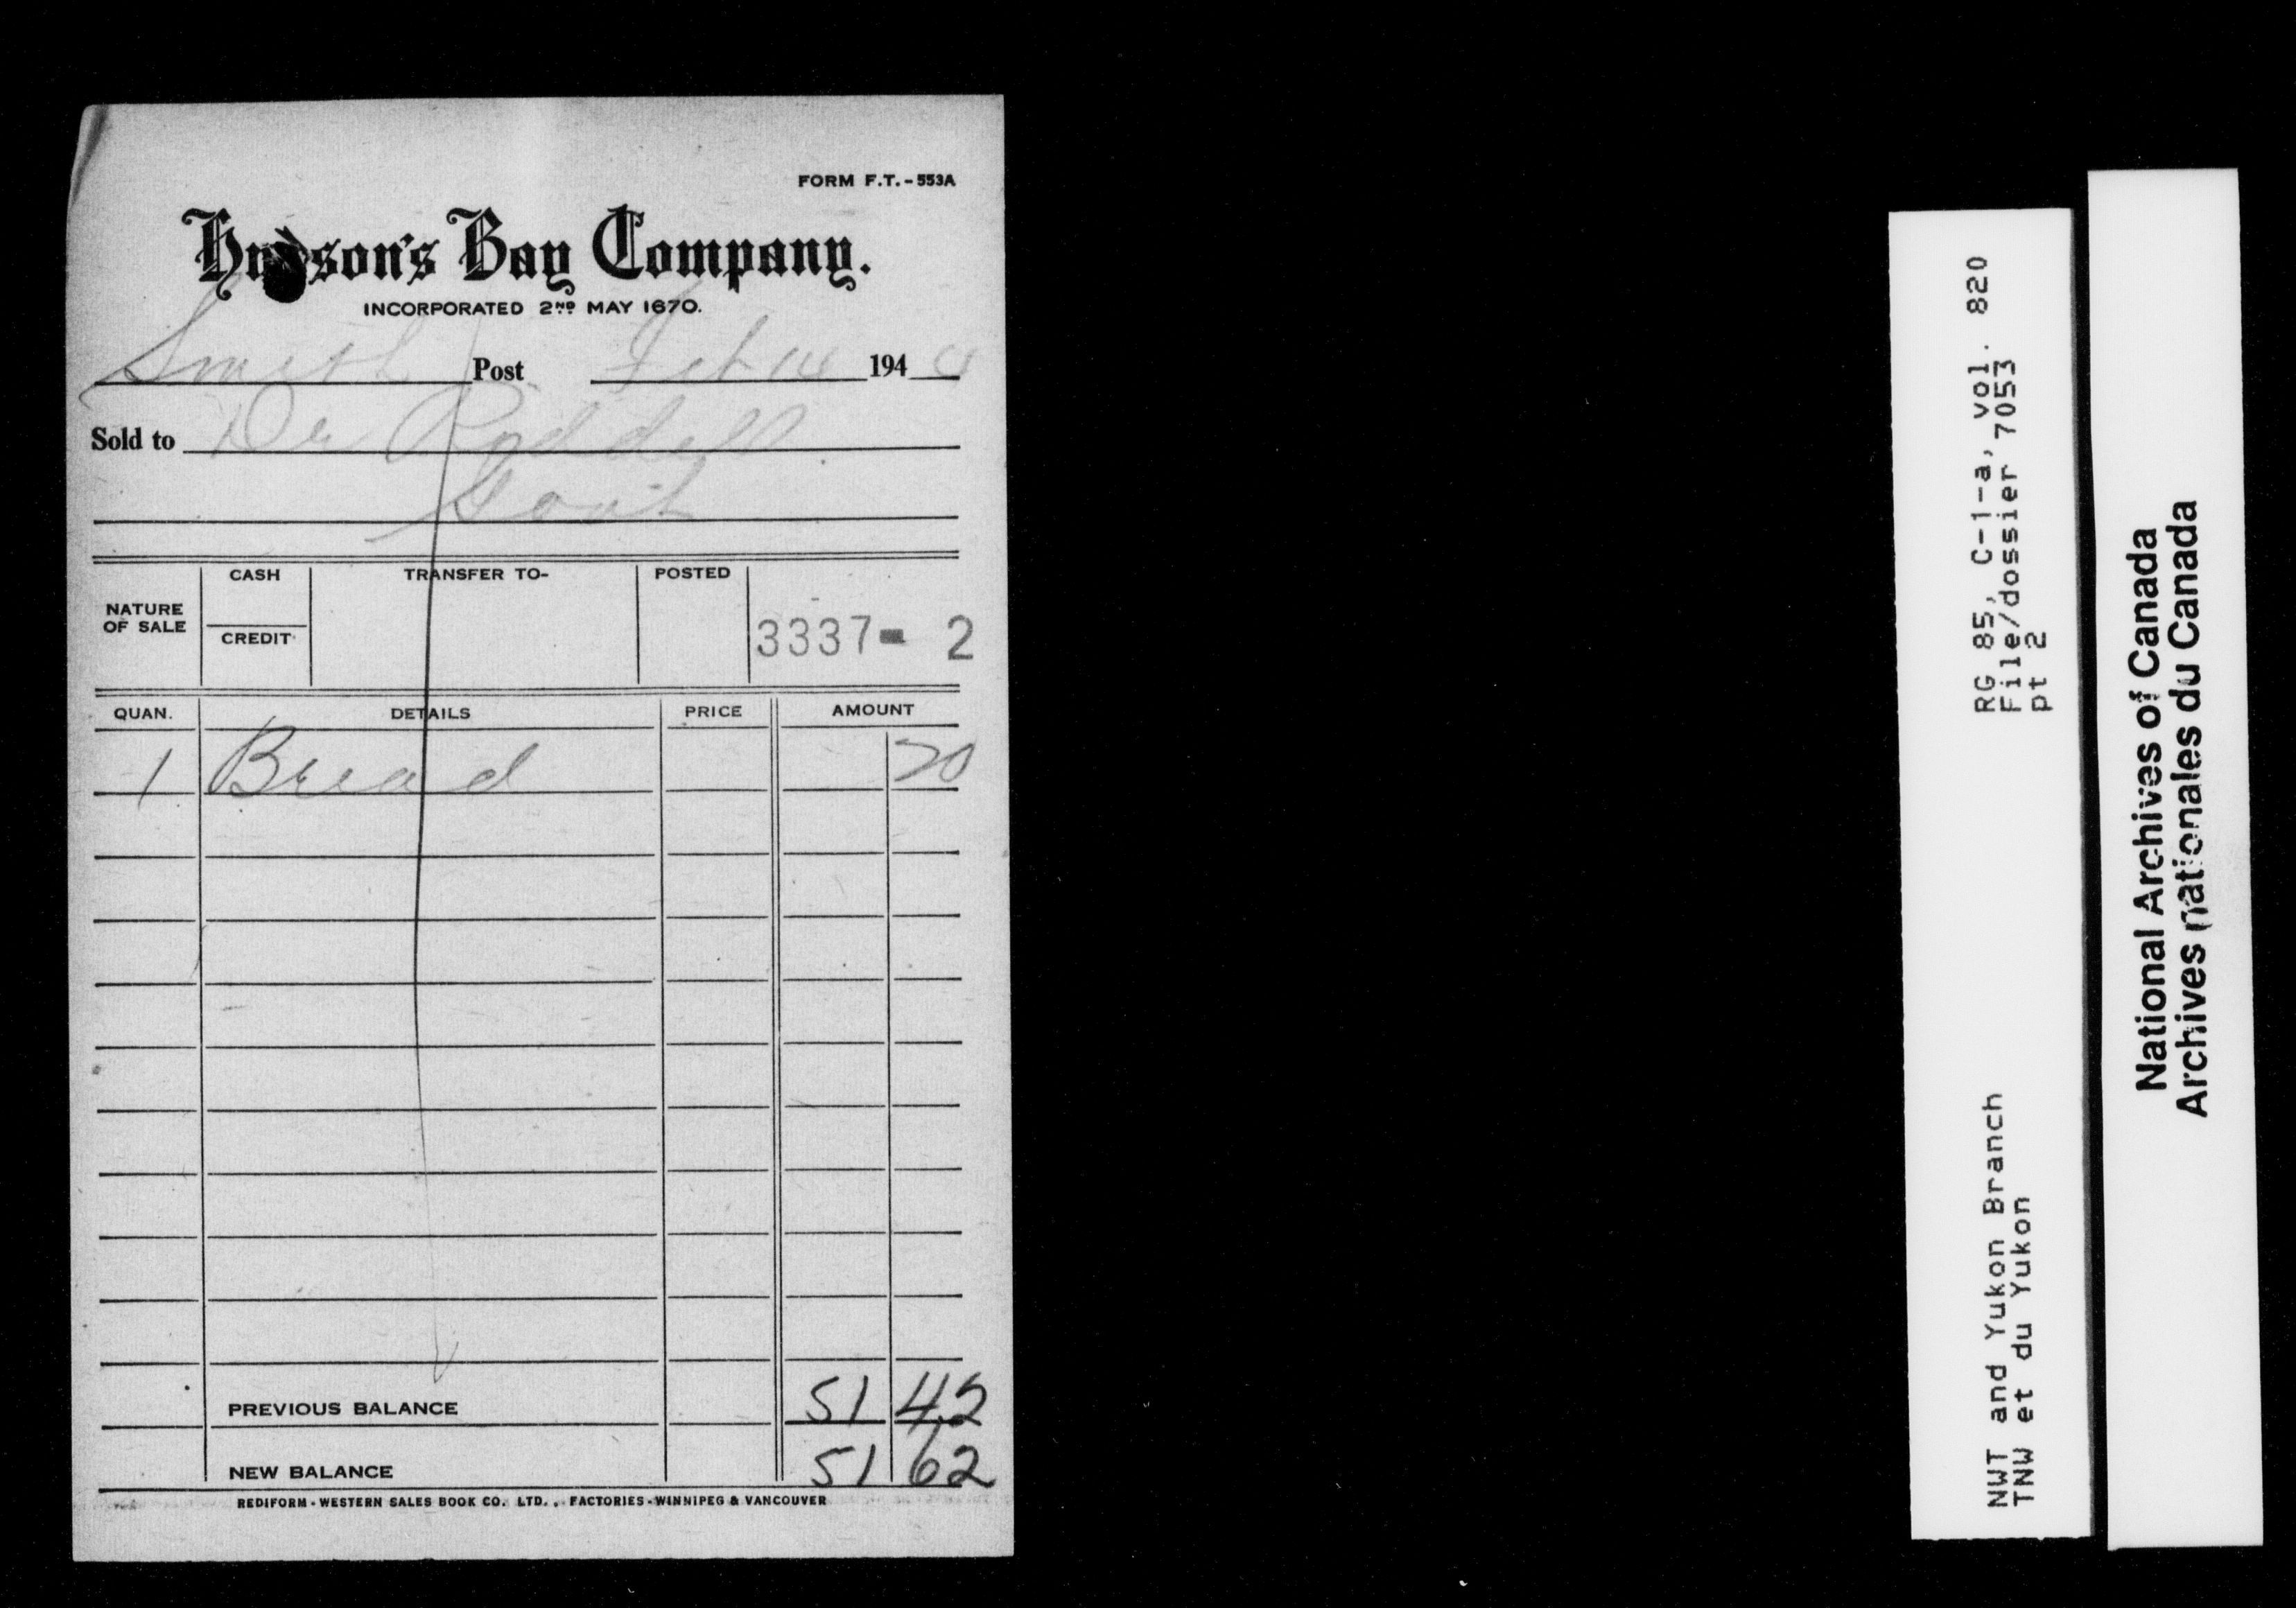 FORM F.T.-553A
Hudson's Bay Company.
INCORPORATED 2ND MAY 1670.
Smith Post Feb 14 1944
Sold to Dr
Gov't
NATURE OF SALE
CASH
CREDIT
TRANSFER TO-
POSTED
3337- 2
QUAN. DETAILS PRICE AMOUNT
1 Bread 20
PREVIOUS BALANCE 51 42
NEW BALANCE 51 62
REDIFORM-WESTERN SALES BOOK CO. LTD., FACTORIES-WINNIPEG & VANCOUVER
RG 85, C-1-a, vol. 820
File/dossier 7053
pt 2
NWT and Yukon Branch
TNW et du Yukon
National Archives of Canada
Archives nationales du Canada